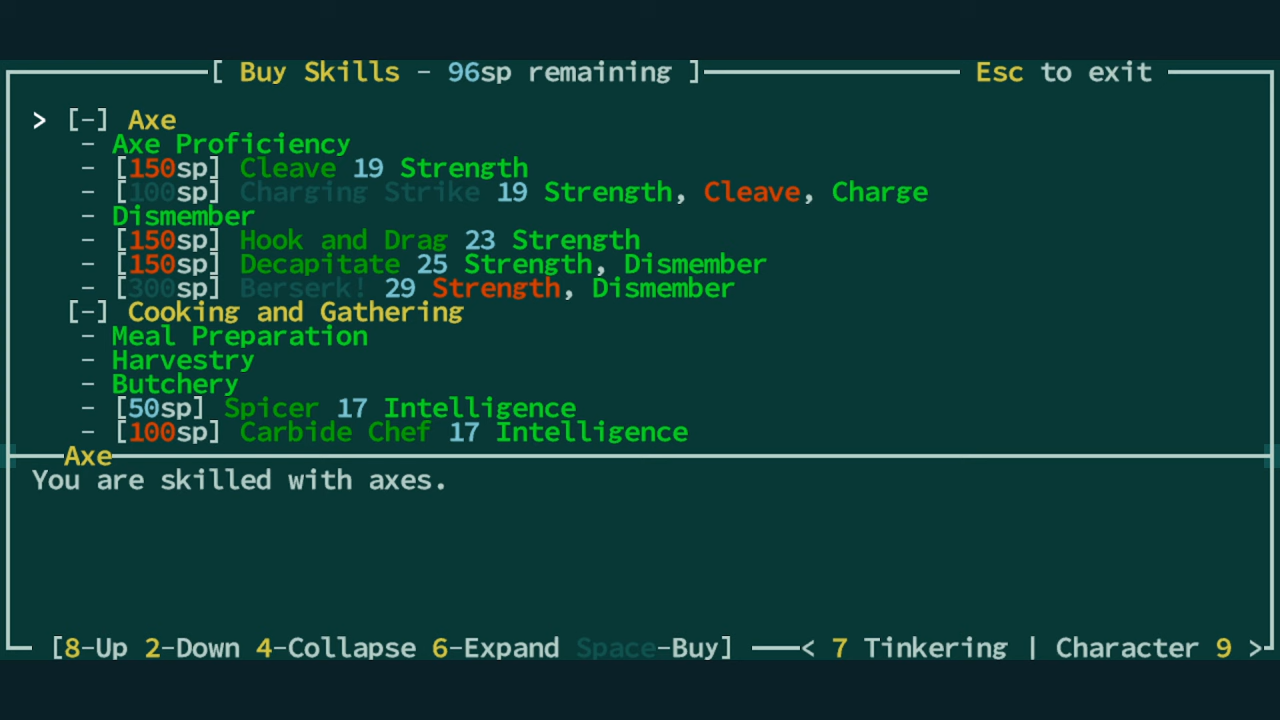 [ Buy Skills - 96sp remaining ] Esc to exit
> [-] Axe
- Axe Proficiency
- [150sp] Cleave 19 Strength
- [100sp] Charging Strike 19 Strength, Cleave, Charge
- Dismember
- [150sp] Hook and Drag 23 Strength
- [150sp] Decapitate 25 Strength, Dismember
- [300sp] Berserk! 29 Strength, Dismember
[-] Cooking and Gathering
- Meal Preparation
- Harvestry
- Butchery
- [50sp] Spicer 17 Intelligence
- [100sp] Carbide Chef 17 Intelligence
Axe
You are skilled with axes.
[8-Up 2-Down 4-Collapse 6-Expand Space-Buy] < 7 Tinkering | Character 9 >